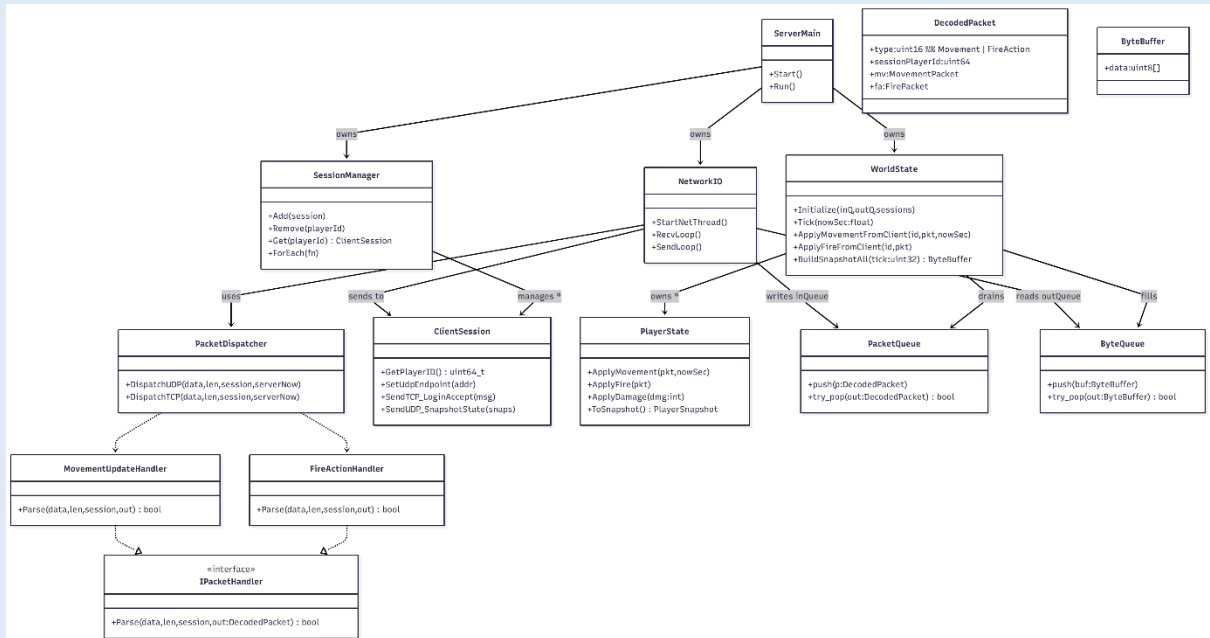 ServerMain
+Start()
+Run()
DecodedPacket
+type:uint16 %% Movement | FireAction
+sessionPlayerId:uint64
+mv:MovementPacket
+fa:FirePacket
ByteBuffer
+data:uint8[]
owns
owns
owns
SessionManager
+Add(session)
+Remove(playerId)
+Get(playerId) : ClientSession
+ForEach(fn)
NetworkIO
+StartNetThread()
+RecvLoop()
+SendLoop()
WorldState
+Initialize(inQ,outQ,sessions)
+Tick(nowSec:float)
+ApplyMovementFromClient(id,pkt,nowSec)
+ApplyFireFromClient(id,pkt)
+BuildSnapshotAll(tick:uint32) : ByteBuffer
uses
sends to
manages *
owns *
writes inQueue
drains
reads outQueue
fills
PacketDispatcher
+DispatchUDP(data,len,session,serverNow)
+DispatchTCP(data,len,session,serverNow)
ClientSession
+GetPlayerID() : uint64_t
+SetUdpEndpoint(addr)
+SendTCP_LoginAccept(msg)
+SendUDP_SnapshotState(snaps)
PlayerState
+ApplyMovement(pkt,nowSec)
+ApplyFire(pkt)
+ApplyDamage(dmg:int)
+ToSnapshot() : PlayerSnapshot
PacketQueue
+push(p:DecodedPacket)
+try_pop(out:DecodedPacket) : bool
ByteQueue
+push(buf:ByteBuffer)
+try_pop(out:ByteBuffer) : bool
MovementUpdateHandler
+Parse(data,len,session,out) : bool
FireActionHandler
+Parse(data,len,session,out) : bool
«interface»
IPacketHandler
+Parse(data,len,session,out:DecodedPacket) : bool